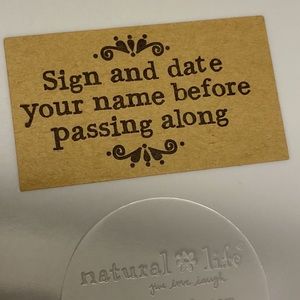 Sign and date
your name before
passing along
natural life
give love laugh